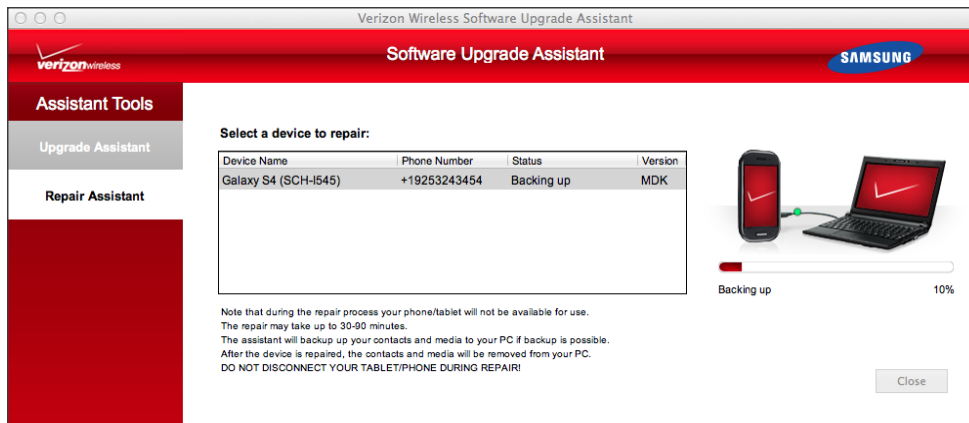 Verizon Wireless Software Upgrade Assistant
verizonwireless
Software Upgrade Assistant
SAMSUNG
Assistant Tools
Upgrade Assistant
Repair Assistant
Select a device to repair:
Device Name Phone Number Status Version
Galaxy S4 (SCH-I545) +19253243454 Backing up MDK
Backing up 10%
Note that during the repair process your phone/tablet will not be available for use.
The repair may take up to 30-90 minutes.
The assistant will backup up your contacts and media to your PC if backup is possible.
After the device is repaired, the contacts and media will be removed from your PC.
DO NOT DISCONNECT YOUR TABLET/PHONE DURING REPAIR!
Close